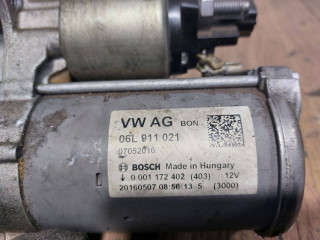 VW AG BON
06L 911 021
07052016
BOSCH Made in Hungary
0 001 172 402 (403) 12V
20160507 08:56:13 5 (3000)